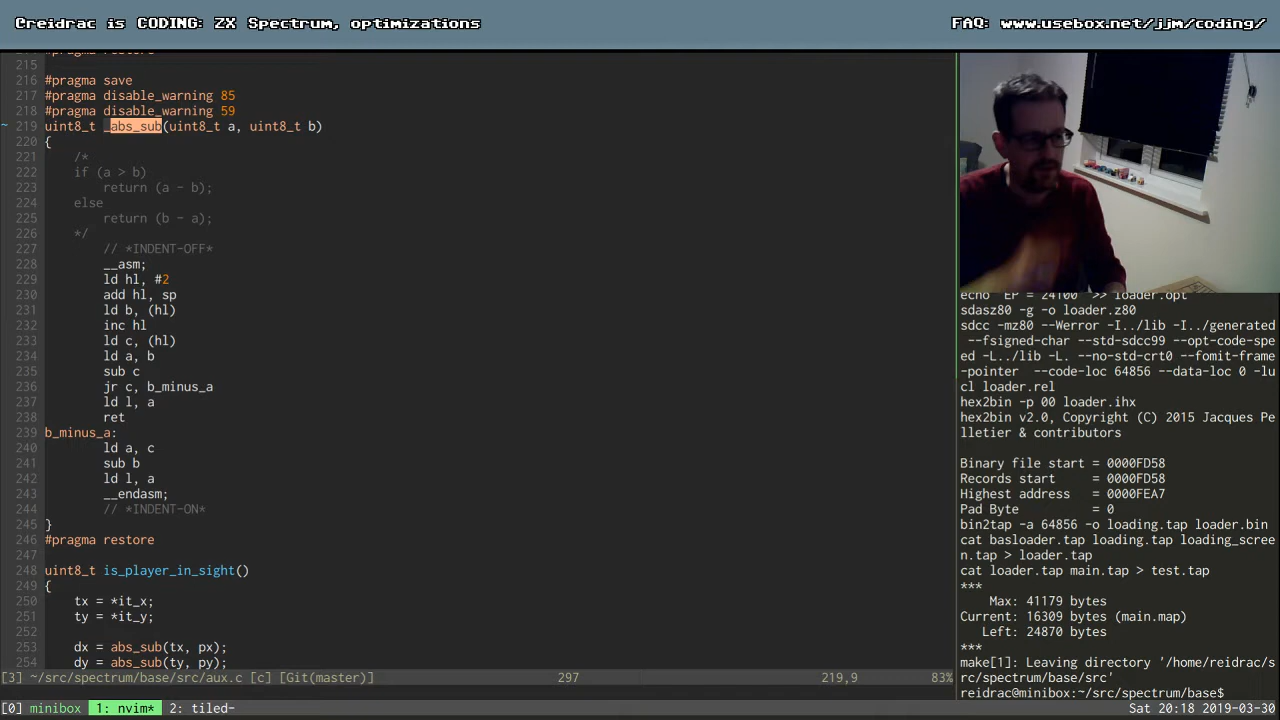 Creidrac is CODING: ZX Spectrum, optimizations
FAQ: www.usebox.net/jjm/coding/
215
216 #pragma save
217 #pragma disable_warning 85
218 #pragma disable_warning 59
~ 219 uint8_t _abs_sub(uint8_t a, uint8_t b)
220 {
221 /*
222 if (a > b)
223 return (a - b);
224 else
225 return (b - a);
226 */
227 // *INDENT-OFF*
228 __asm;
229 ld hl, #2
230 add hl, sp
231 ld b, (hl)
232 inc hl
233 ld c, (hl)
234 ld a, b
235 sub c
236 jr c, b_minus_a
237 ld l, a
238 ret
239 b_minus_a:
240 ld a, c
241 sub b
242 ld l, a
243 __endasm;
244 // *INDENT-ON*
245 }
246 #pragma restore
247
248 uint8_t is_player_in_sight()
249 {
250 tx = *it_x;
251 ty = *it_y;
252
253 dx = abs_sub(tx, px);
254 dy = abs_sub(ty, py);
[3] ~/src/spectrum/base/src/aux.c [c] [Git(master)] 297 219,9 83%
echo "EP = 24100" >> loader.opt
sdasz80 -g -o loader.z80
sdcc -mz80 --Werror -I../lib -I../generated
--fsigned-char --std-sdcc99 --opt-code-spe
ed -L../lib -L. --no-std-crt0 --fomit-frame
-pointer --code-loc 64856 --data-loc 0 -lu
cl loader.rel
hex2bin -p 00 loader.ihx
hex2bin v2.0, Copyright (C) 2015 Jacques Pe
lletier & contributors
Binary file start = 0000FD58
Records start = 0000FD58
Highest address = 0000FEA7
Pad Byte = 0
bin2tap -a 64856 -o loading.tap loader.bin
cat basloader.tap loading.tap loading_scree
n.tap > loader.tap
cat loader.tap main.tap > test.tap
***
Max: 41179 bytes
Current: 16309 bytes (main.map)
Left: 24870 bytes
***
make[1]: Leaving directory '/home/reidrac/s
rc/spectrum/base/src'
reidrac@minibox:~/src/spectrum/base$
[0] minibox 1: nvim* 2: tiled- Sat 20:18 2019-03-30